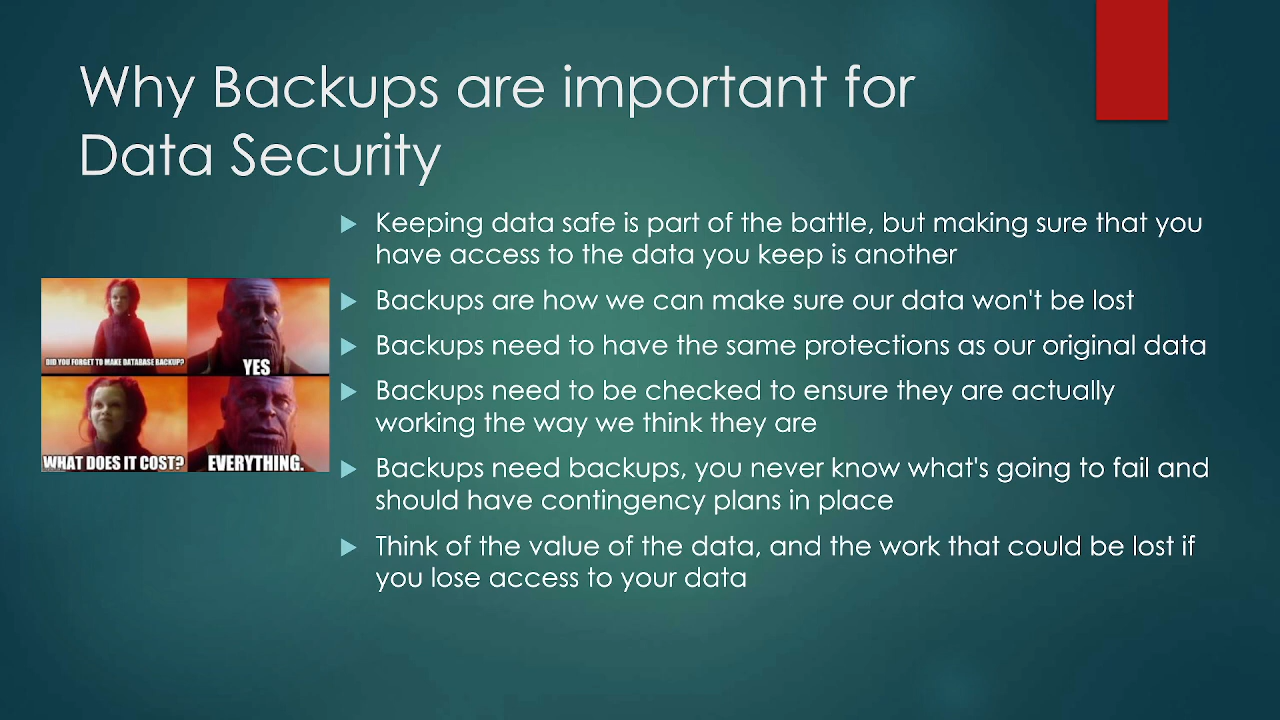 Why Backups are important for
Data Security
Keeping data safe is part of the battle, but making sure that you
have access to the data you keep is another
Backups are how we can make sure our data won't be lost
Backups need to have the same protections as our original data
Backups need to be checked to ensure they are actually
working the way we think they are
Backups need backups, you never know what's going to fail and
should have contingency plans in place
Think of the value of the data, and the work that could be lost if
you lose access to your data
DID YOU FORGET TO MAKE DATABASE BACKUP?
YES
WHAT DOES IT COST?
EVERYTHING.